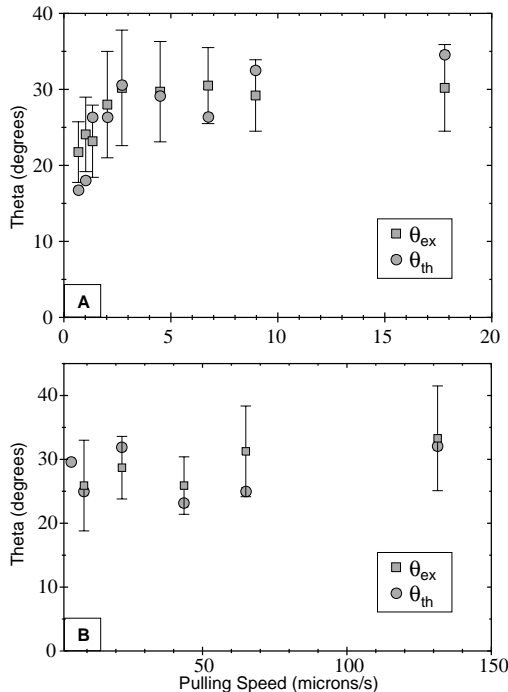 40
30
20
10
0
Theta (degrees)
θex
θth
A
0
5
10
15
20
40
30
20
10
0
Theta (degrees)
θex
θth
B
50
100
150
Pulling Speed (microns/s)